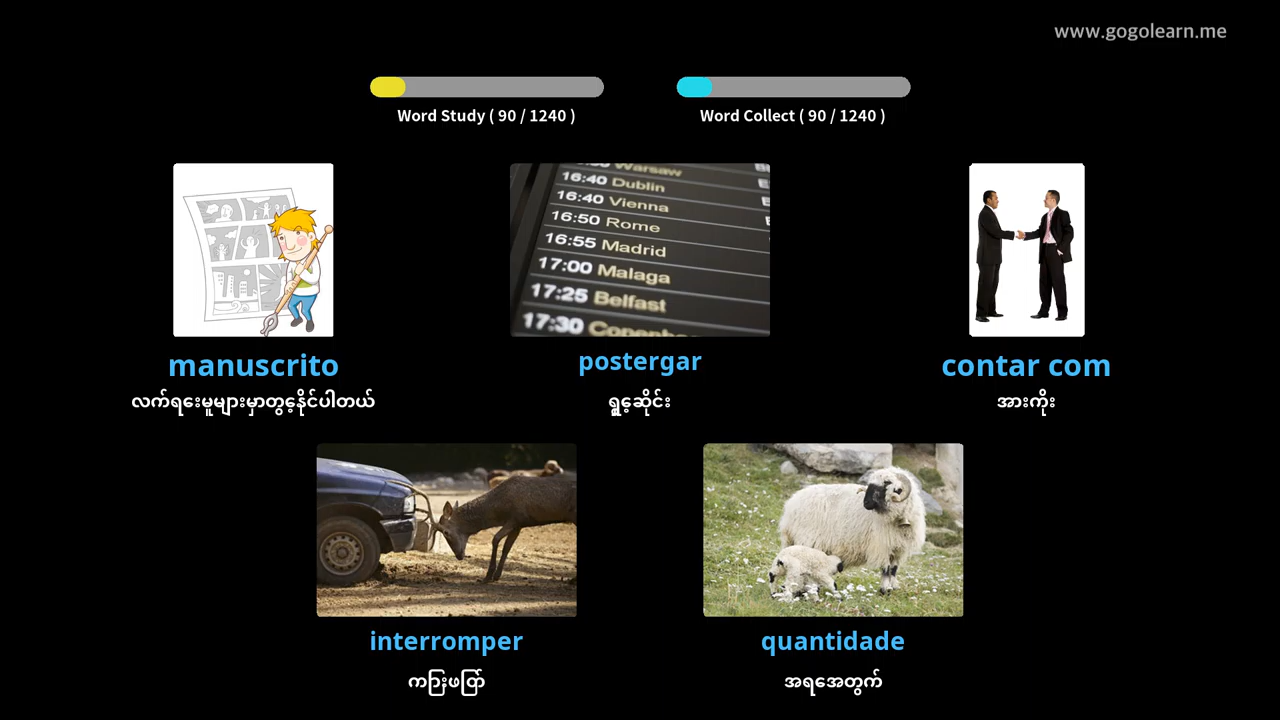 www.gogolearn.me
Word Study ( 90 / 1240 )
Word Collect ( 90 / 1240 )
Warsaw
16:40 Dublin
16:40 Vienna
16:50 Rome
16:55 Madrid
17:00 Malaga
17:25 Belfast
17:30
manuscrito
postergar
contar com
လက်ရေးမူများမှာတွေ့နိုင်ပါတယ်
ရွှေ့ဆိုင်း
အားကိုး
interromper
quantidade
ကြားဖြတ်
အရေအတွက်